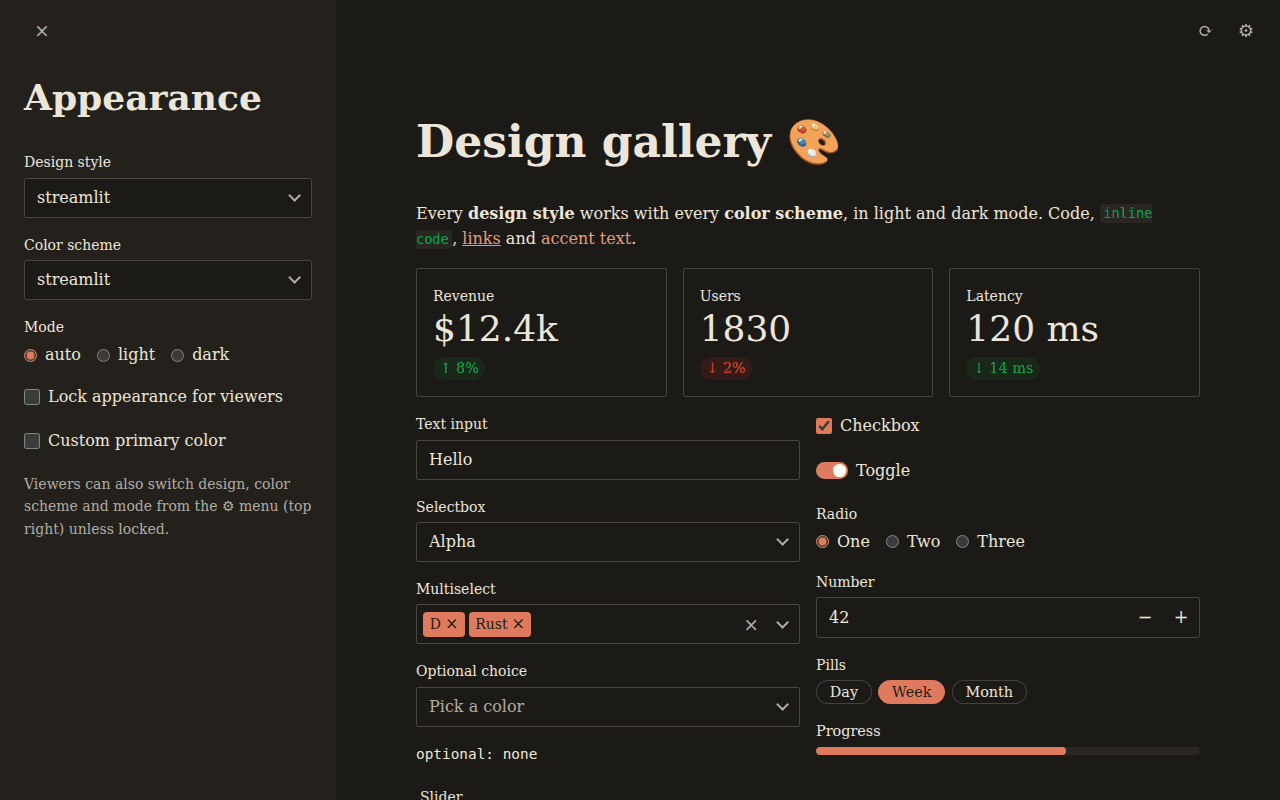 Appearance
Design style
streamlit
Color scheme
streamlit
Mode
auto light dark
Lock appearance for viewers
Custom primary color
Viewers can also switch design, color
scheme and mode from the ⚙ menu (top
right) unless locked.
Design gallery 🎨
Every design style works with every color scheme, in light and dark mode. Code, inline
code, links and accent text.
Revenue
$12.4k
↑ 8%
Users
1830
↓ 2%
Latency
120 ms
↓ 14 ms
Text input
Hello
Selectbox
Alpha
Multiselect
D × Rust ×
Optional choice
Pick a color
optional: none
Slider
Checkbox
Toggle
Radio
One Two Three
Number
42
Pills
Day Week Month
Progress